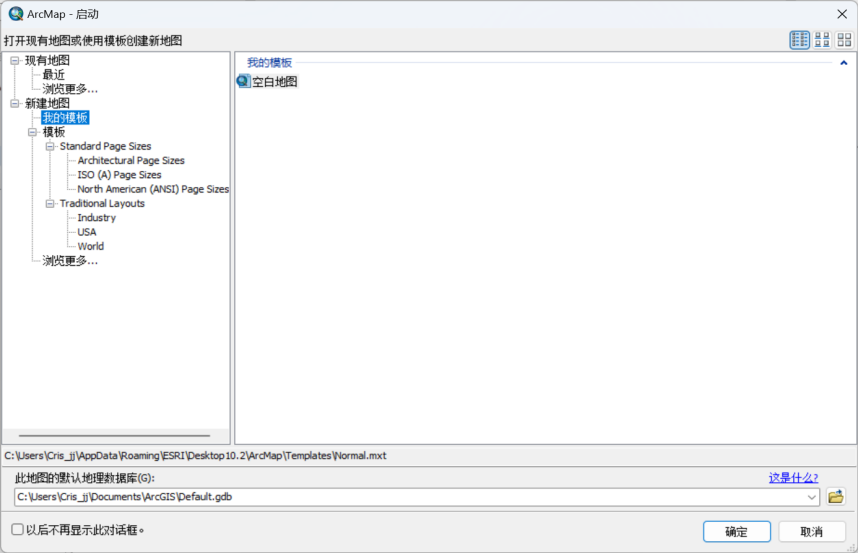 ArcMap - 启动
打开现有地图或使用模板创建新地图
现有地图
最近
浏览更多...
新建地图
我的模板
模板
Standard Page Sizes
Architectural Page Sizes
ISO (A) Page Sizes
North American (ANSI) Page Sizes
Traditional Layouts
Industry
USA
World
浏览更多...
我的模板
空白地图
C:\Users\Cris_jj\AppData\Roaming\ESRI\Desktop10.2\ArcMap\Templates\Normal.mxt
此地图的默认地理数据库(G):
这是什么?
C:\Users\Cris_jj\Documents\ArcGIS\Default.gdb
以后不再显示此对话框。
确定
取消